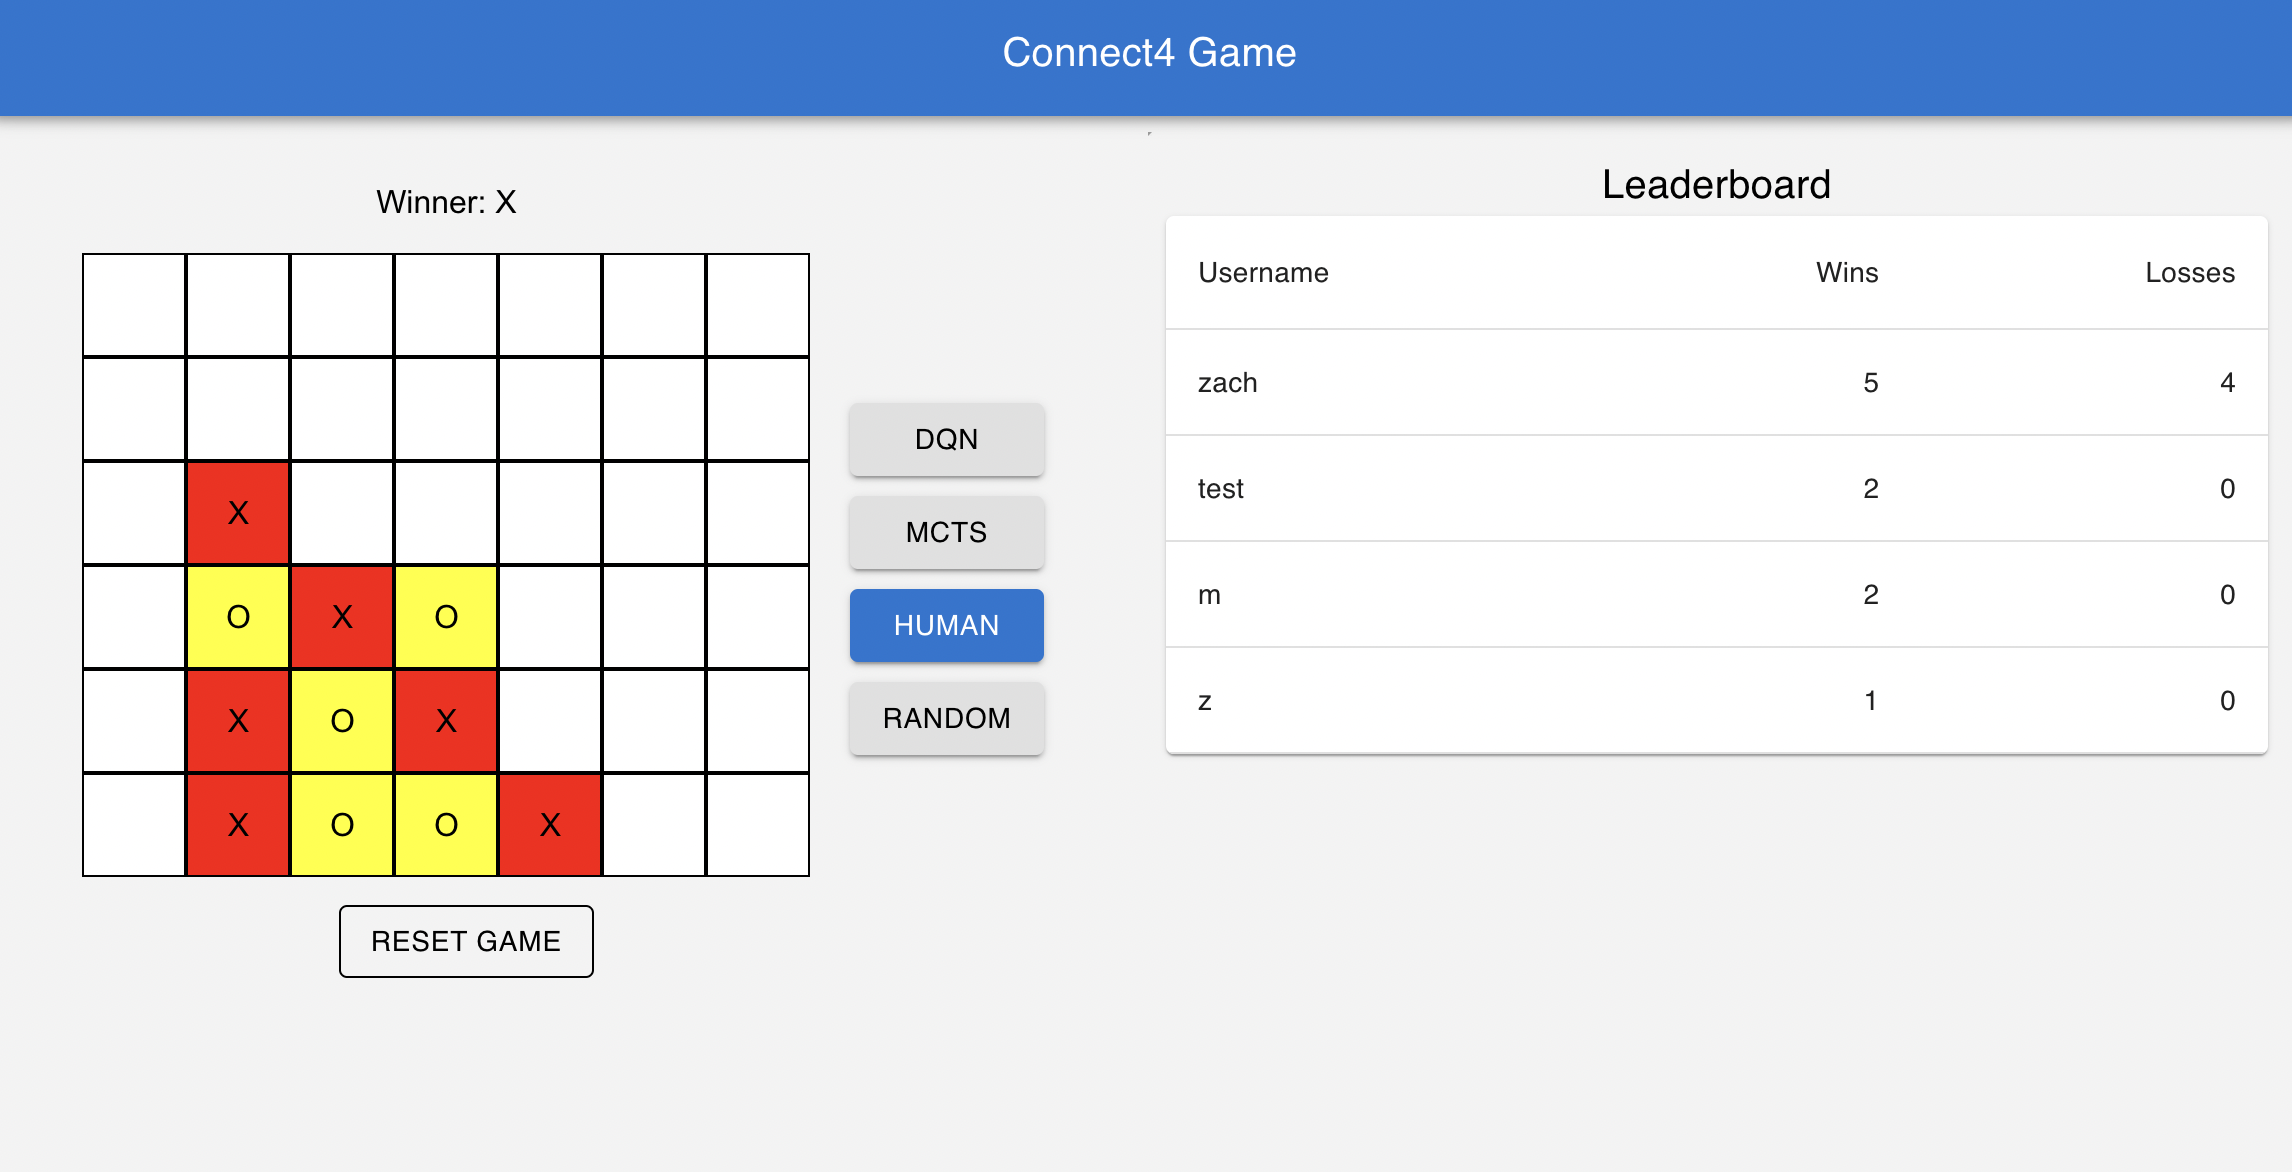 Connect4 Game
Winner: X
X
O X O
X O X
X O O X
RESET GAME
DQN
MCTS
HUMAN
RANDOM
Leaderboard
Username Wins Losses
zach 5 4
test 2 0
m 2 0
z 1 0